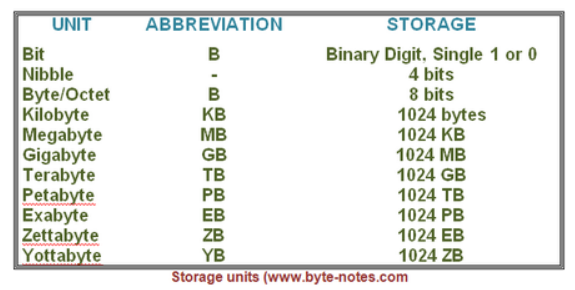 UNIT ABBREVIATION STORAGE
Bit B Binary Digit, Single 1 or 0
Nibble - 4 bits
Byte/Octet B 8 bits
Kilobyte KB 1024 bytes
Megabyte MB 1024 KB
Gigabyte GB 1024 MB
Terabyte TB 1024 GB
Petabyte PB 1024 TB
Exabyte EB 1024 PB
Zettabyte ZB 1024 EB
Yottabyte YB 1024 ZB
Storage units (www.byte-notes.com